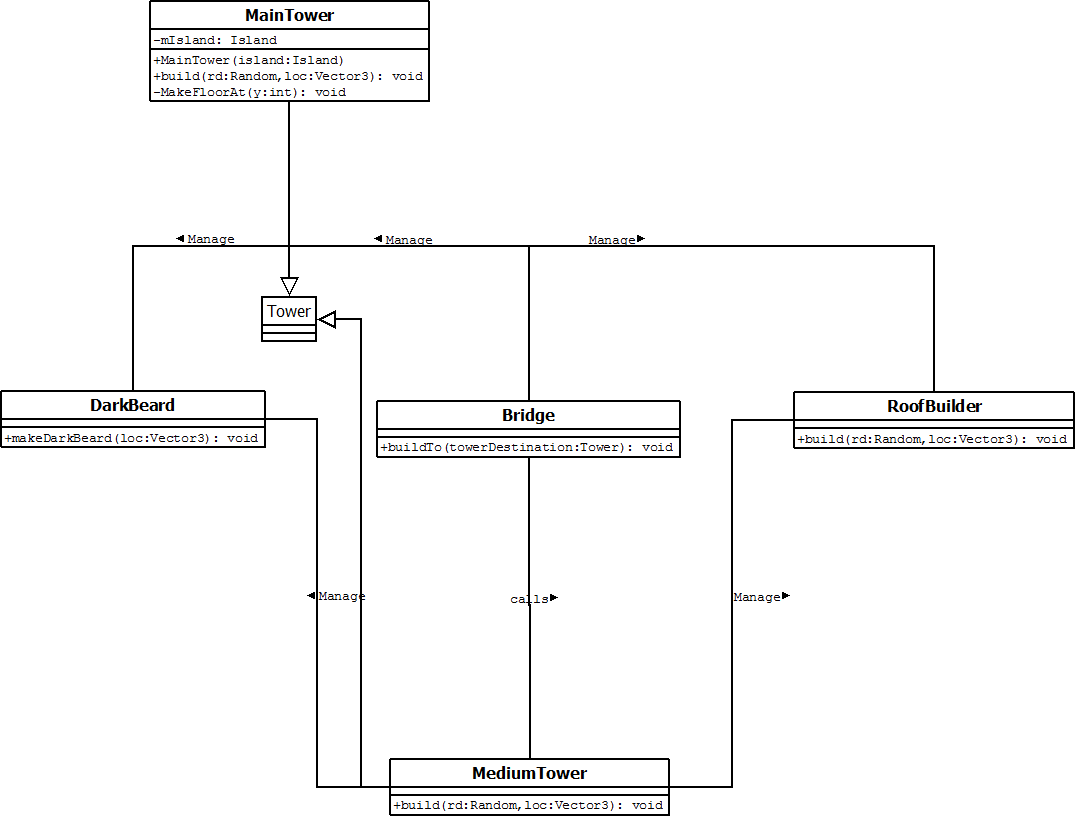 MainTower
-mIsland: Island
+MainTower(island:Island)
+build(rd:Random,loc:Vector3): void
-MakeFloorAt(y:int): void
Manage
Manage
Manage
Tower
DarkBeard
+makeDarkBeard(loc:Vector3): void
Bridge
+buildTo(towerDestination:Tower): void
RoofBuilder
+build(rd:Random,loc:Vector3): void
Manage
calls
Manage
MediumTower
+build(rd:Random,loc:Vector3): void